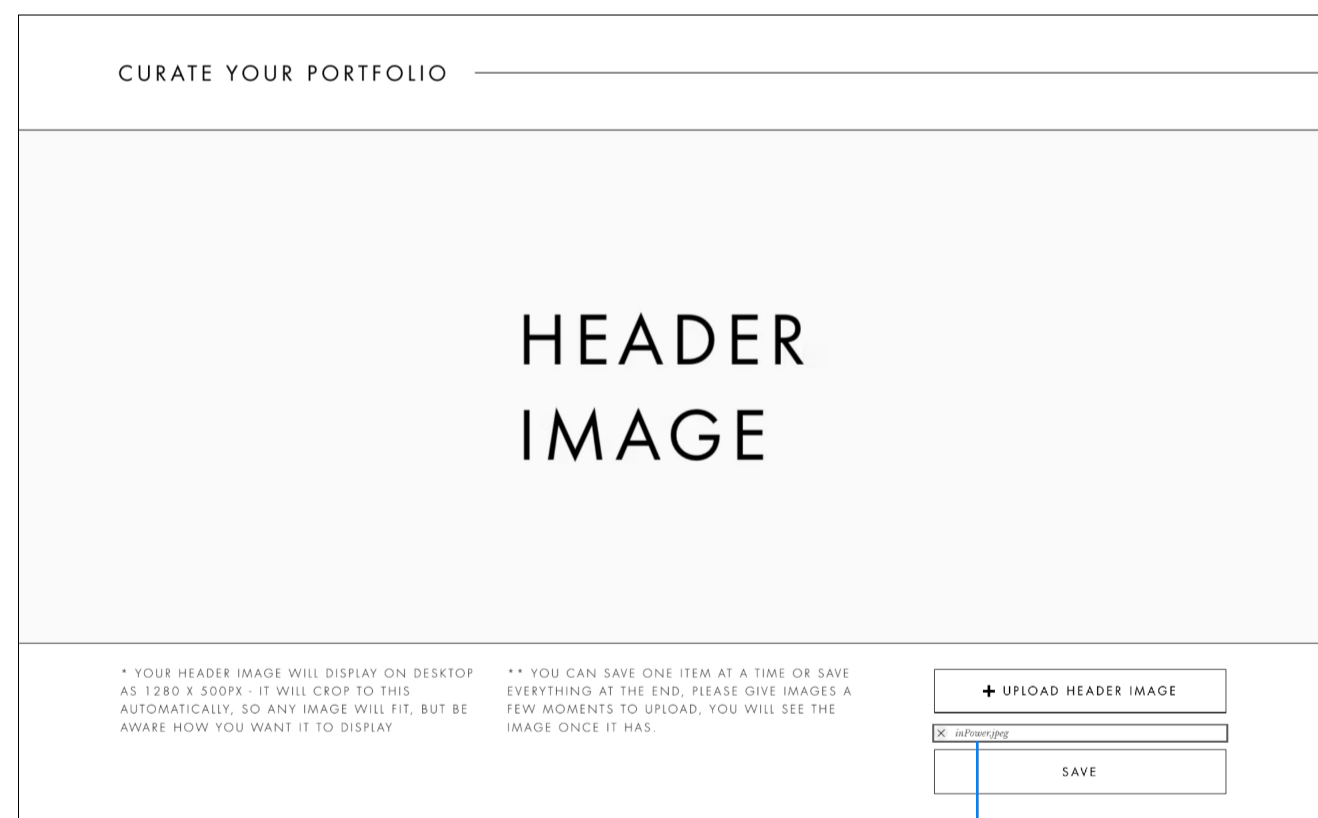 CURATE YOUR PORTFOLIO
HEADER
IMAGE
* YOUR HEADER IMAGE WILL DISPLAY ON DESKTOP
AS 1280 X 500PX - IT WILL CROP TO THIS
AUTOMATICALLY, SO ANY IMAGE WILL FIT, BUT BE
AWARE HOW YOU WANT IT TO DISPLAY
** YOU CAN SAVE ONE ITEM AT A TIME OR SAVE
EVERYTHING AT THE END, PLEASE GIVE IMAGES A
FEW MOMENTS TO UPLOAD, YOU WILL SEE THE
IMAGE ONCE IT HAS.
+ UPLOAD HEADER IMAGE
× inPower.jpeg
SAVE